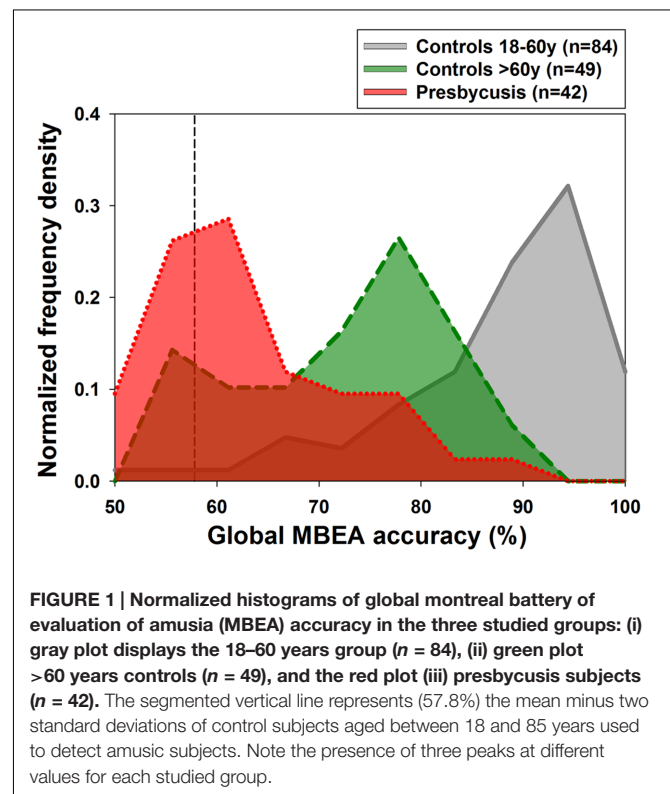 Controls 18-60y (n=84)
Controls >60y (n=49)
Presbycusis (n=42)
Normalized frequency density
0.4
0.3
0.2
0.1
0.0
50
60
70
80
90
100
Global MBEA accuracy (%)
FIGURE 1 | Normalized histograms of global montreal battery of
evaluation of amusia (MBEA) accuracy in the three studied groups: (i)
gray plot displays the 18–60 years group (n = 84), (ii) green plot
>60 years controls (n = 49), and the red plot (iii) presbycusis subjects
(n = 42). The segmented vertical line represents (57.8%) the mean minus two
standard deviations of control subjects aged between 18 and 85 years used
to detect amusic subjects. Note the presence of three peaks at different
values for each studied group.